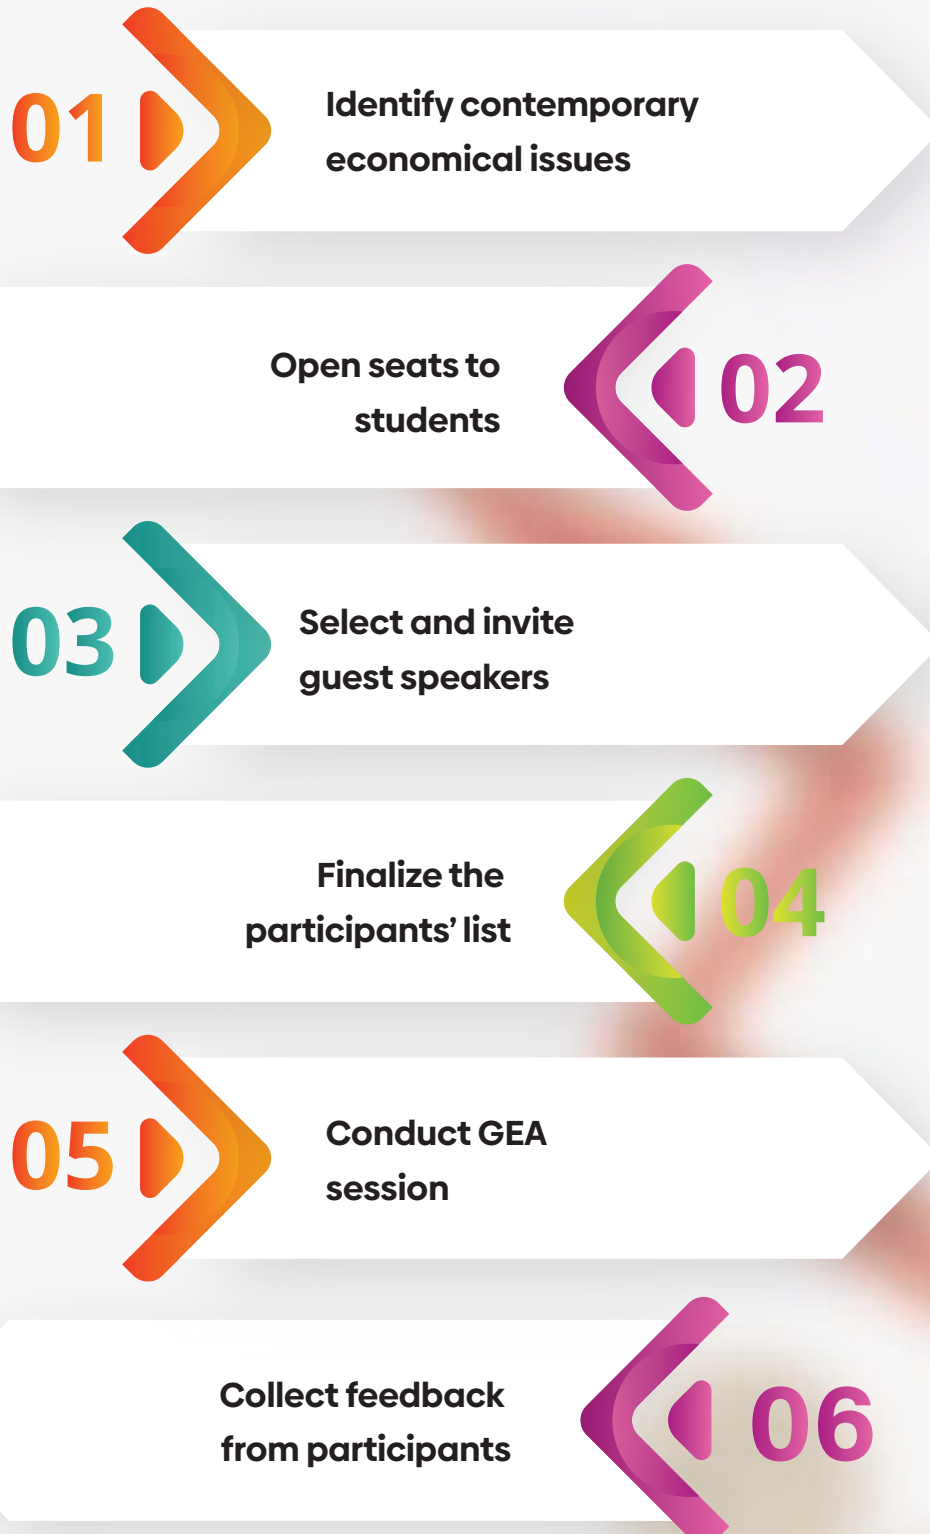 01
Identify contemporary
economical issues
Open seats to
students
02
03
Select and invite
guest speakers
Finalize the
participants’ list
04
05
Conduct GEA
session
Collect feedback
from participants
06